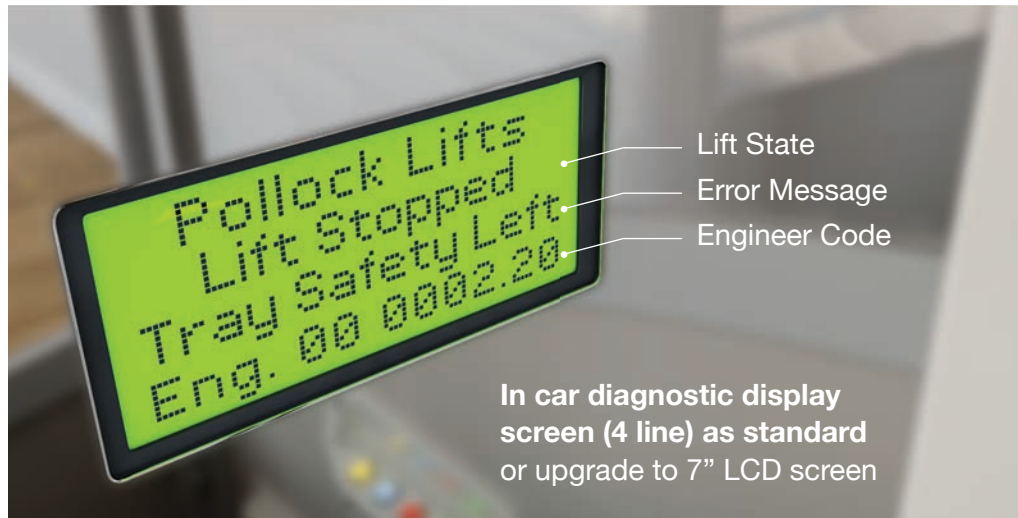 Pollock Lifts
Lift Stopped
Tray Safety Left
Eng. 00 0002.20
Lift State
Error Message
Engineer Code
In car diagnostic display
screen (4 line) as standard
or upgrade to 7” LCD screen